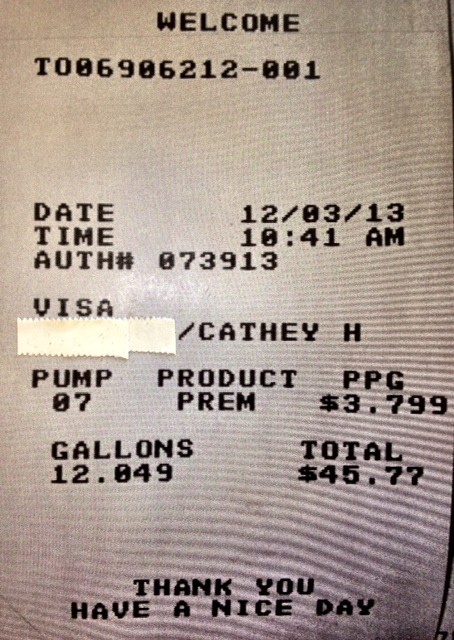 WELCOME
TO06906212-001
DATE 12/03/13
TIME 10:41 AM
AUTH# 073913
VISA
/CATHEY H
PUMP PRODUCT PPG
07 PREM $3.799
GALLONS TOTAL
12.049 $45.77
THANK YOU
HAVE A NICE DAY